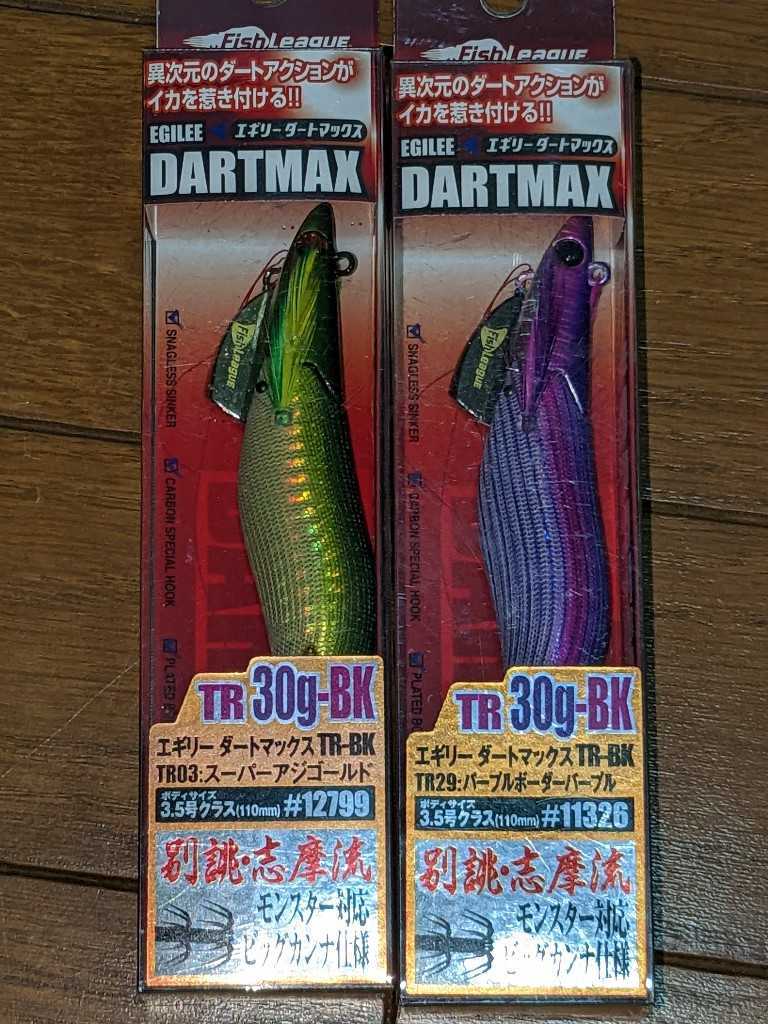 FishLeague
異次元のダートアクションが
イカを惹き付ける!!
EGILEE エギリーダートマックス
DARTMAX
FishLeague
SNAGLESS SINKER
CARBON SPECIAL HOOK
PLATED
TR 30g-BK
エギリー ダートマックス TR-BK
TR03:スーパーアジゴールド
ボディサイズ
3.5号クラス(110mm) #12799
別誂・志摩流
モンスター対応
ビッグカンナ仕様
FishLeague
異次元のダートアクションが
イカを惹き付ける!!
EGILEE エギリーダートマックス
DARTMAX
FishLeague
SNAGLESS SINKER
CARBON SPECIAL HOOK
PLATED
TR 30g-BK
エギリー ダートマックス TR-BK
TR29:パープルボーダーパープル
ボディサイズ
3.5号クラス(110mm) #11326
別誂・志摩流
モンスター対応
ビッグカンナ仕様